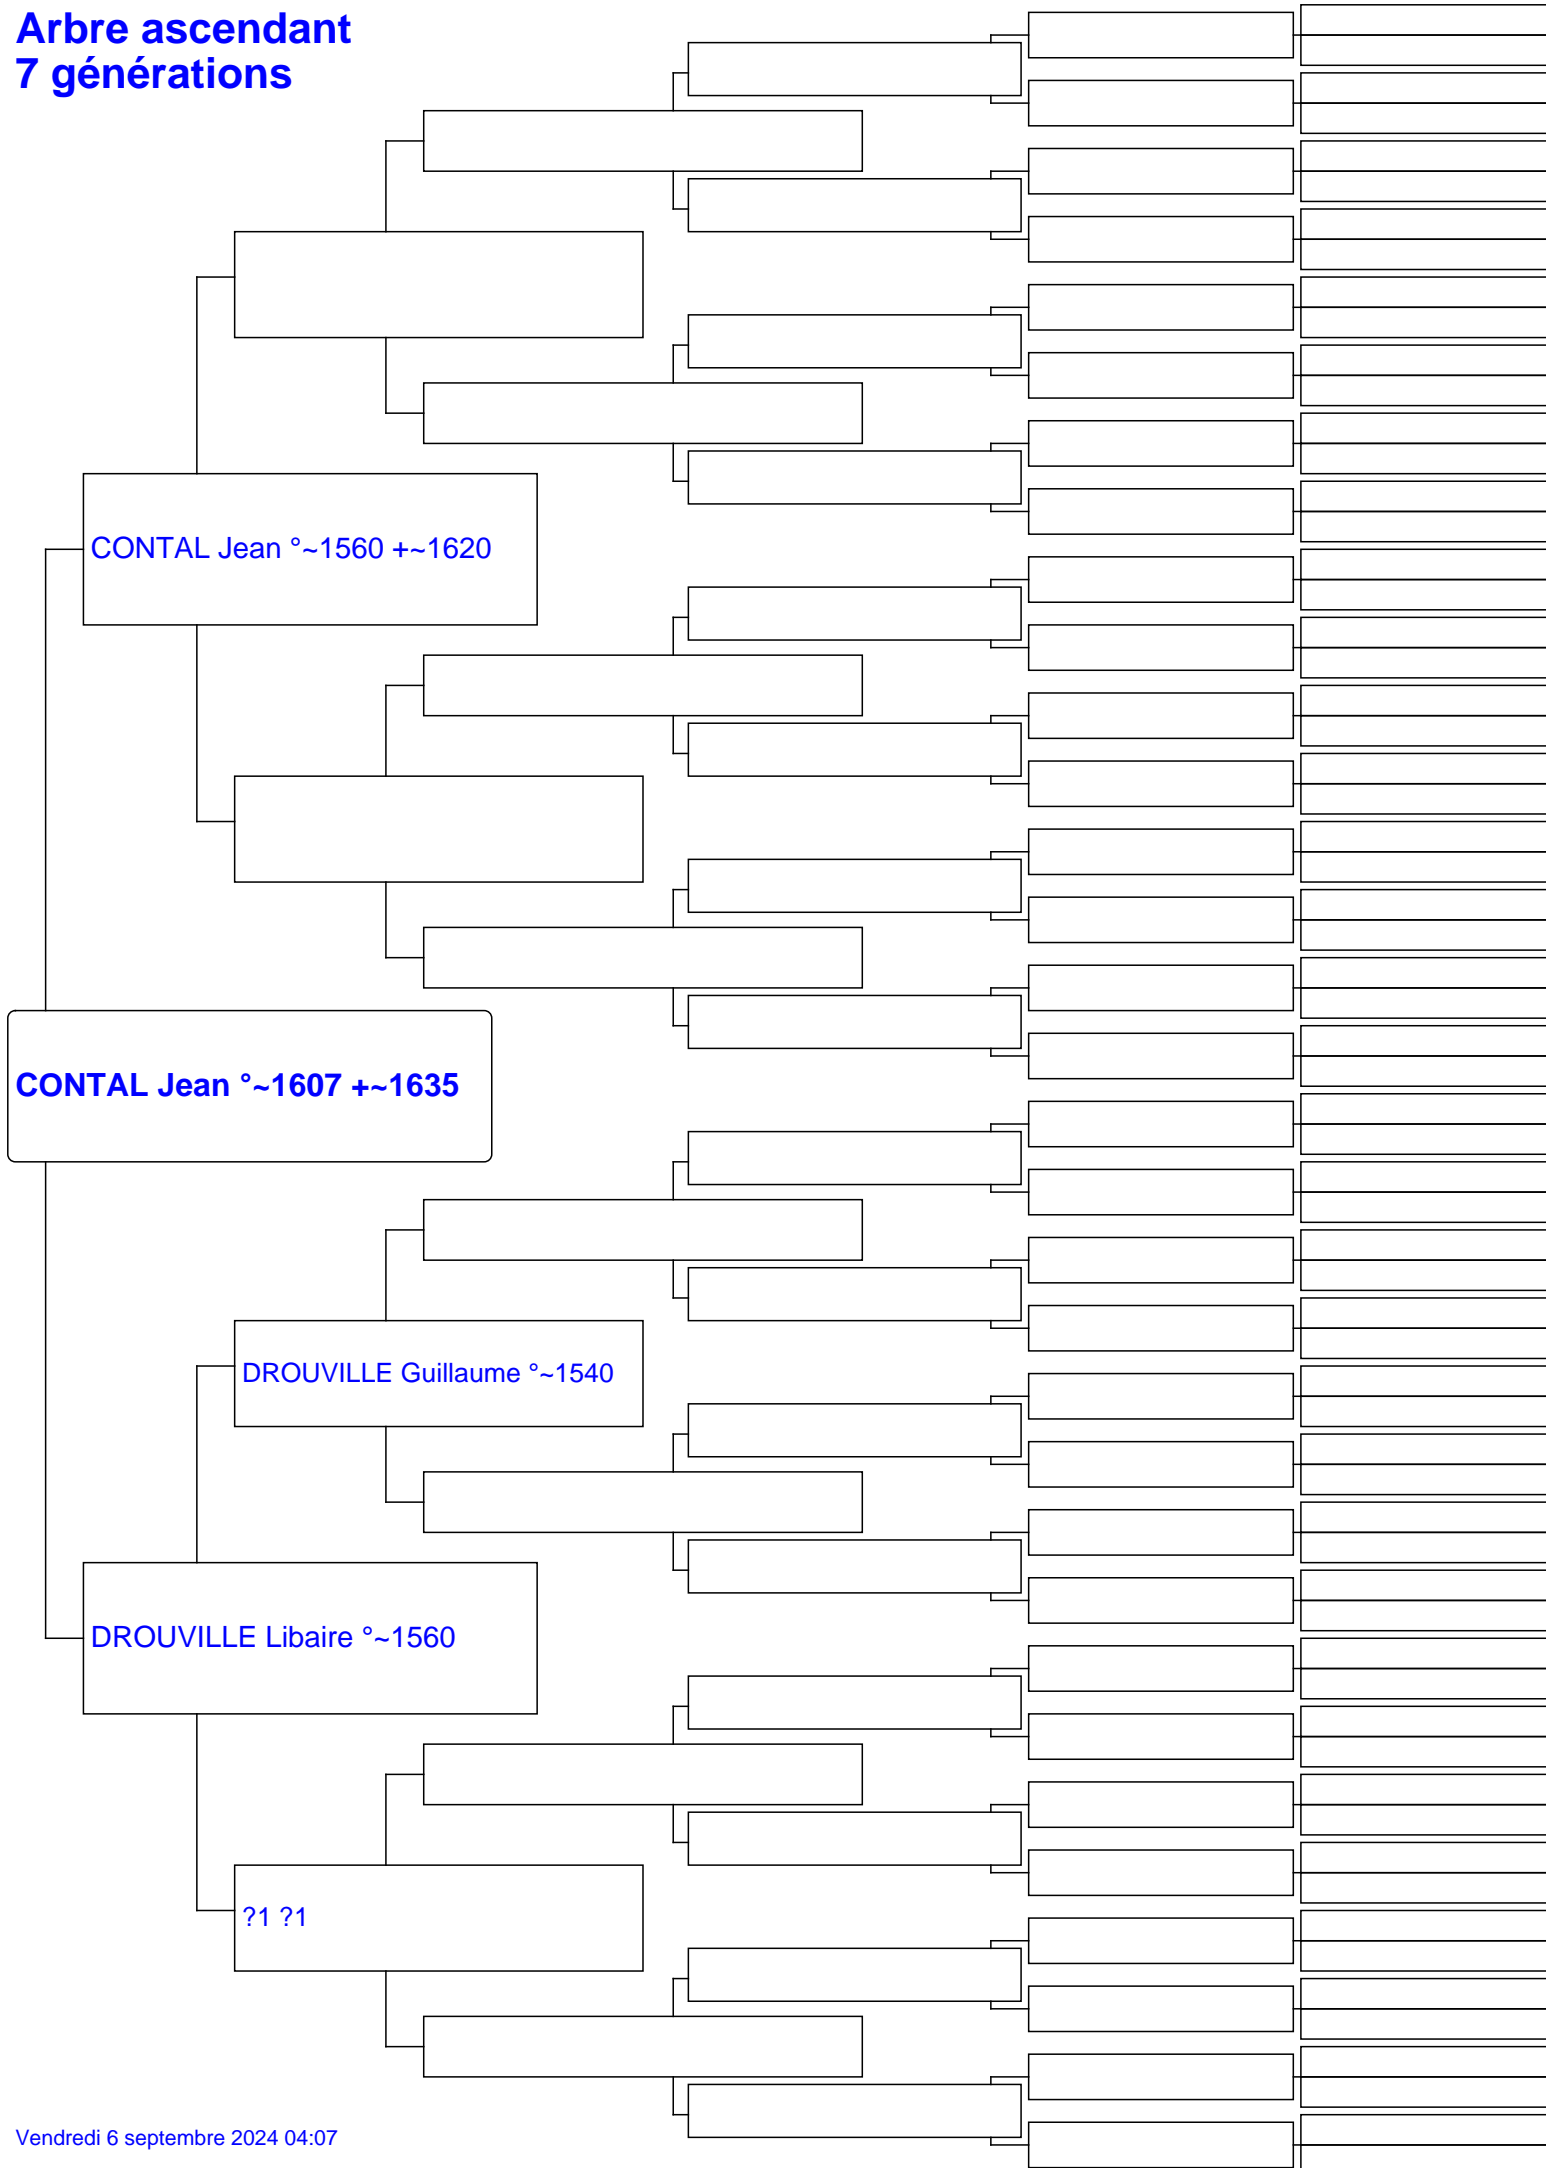 Arbre ascendant
7 générations
CONTAL Jean °~1560 +~1620
CONTAL Jean °~1607 +~1635
DROUVILLE Guillaume °~1540
DROUVILLE Libaire °~1560
?1 ?1
Vendredi 6 septembre 2024 04:07